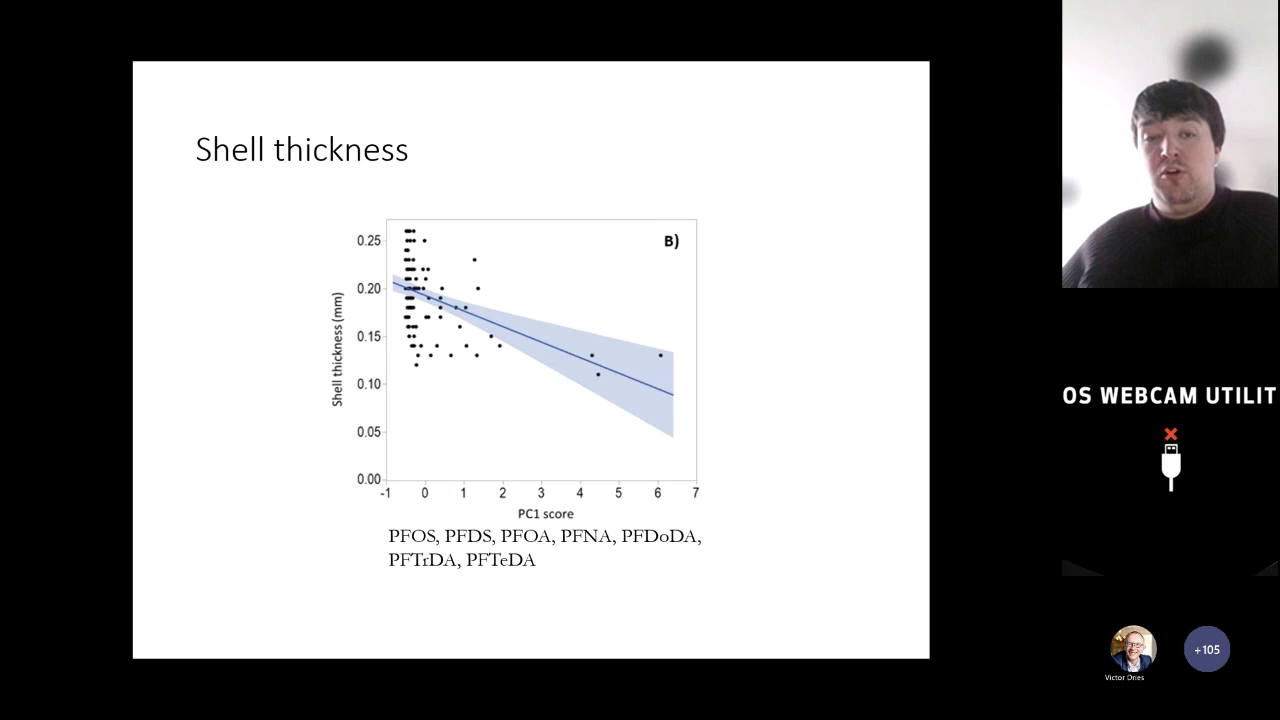 Shell thickness
B)
0.25
0.20
0.15
0.10
0.05
0.00
Shell thickness (mm)
-1 0 1 2 3 4 5 6 7
PC1 score
PFOS, PFDS, PFOA, PFNA, PFDoDA,
PFTrDA, PFTeDA
OS WEBCAM UTILIT
Victor Dries
+105